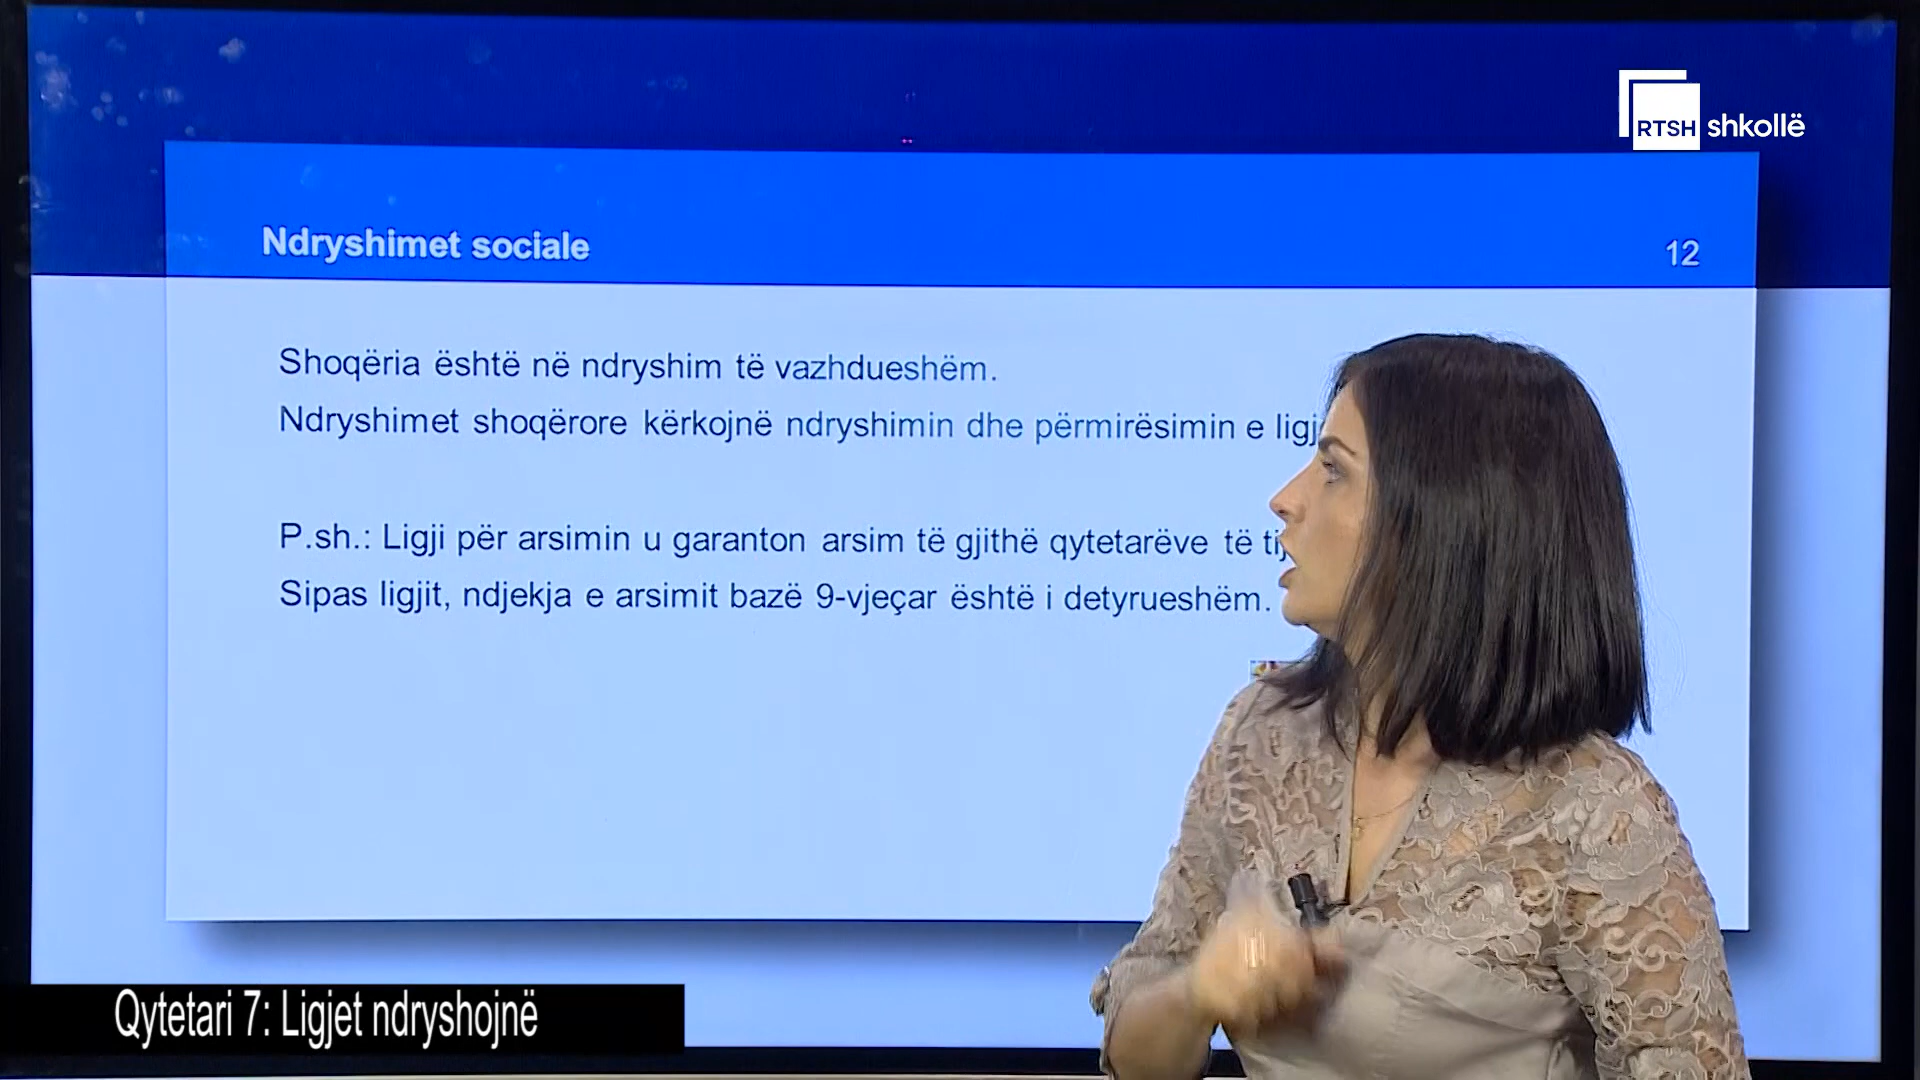 RTSH shkollë
Ndryshimet sociale
12
Shoqëria është në ndryshim të vazhdueshëm.
Ndryshimet shoqërore kërkojnë ndryshimin dhe përmirësimin e
P.sh.: Ligji për arsimin u garanton arsim të gjithë qytetarëve të
Sipas ligjit, ndjekja e arsimit bazë 9-vjeçar është i detyrueshëm.
Qytetari 7: Ligjet ndryshojnë